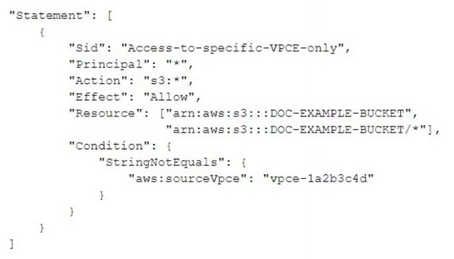 "Statement": [
{
"Sid": "Access-to-specific-VPCE-only",
"Principal": "*",
"Action": "s3:*",
"Effect": "Allow",
"Resource": ["arn:aws:s3:::DOC-EXAMPLE-BUCKET",
"arn:aws:s3:::DOC-EXAMPLE-BUCKET/*"],
"Condition": {
"StringNotEquals": {
"aws:sourceVpce": "vpce-1a2b3c4d"
}
}
}
]